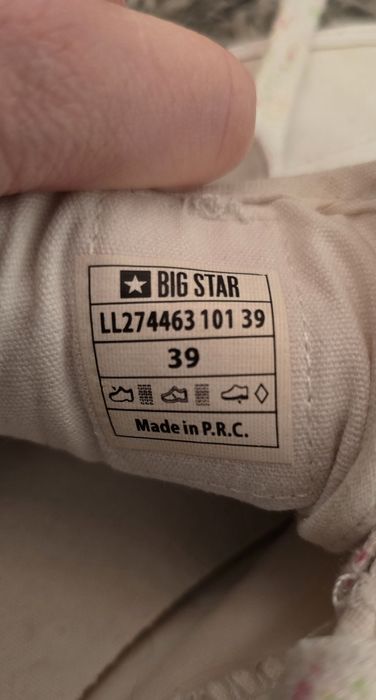 BIG STAR
LL274463 101 39
39
Made in P.R.C.